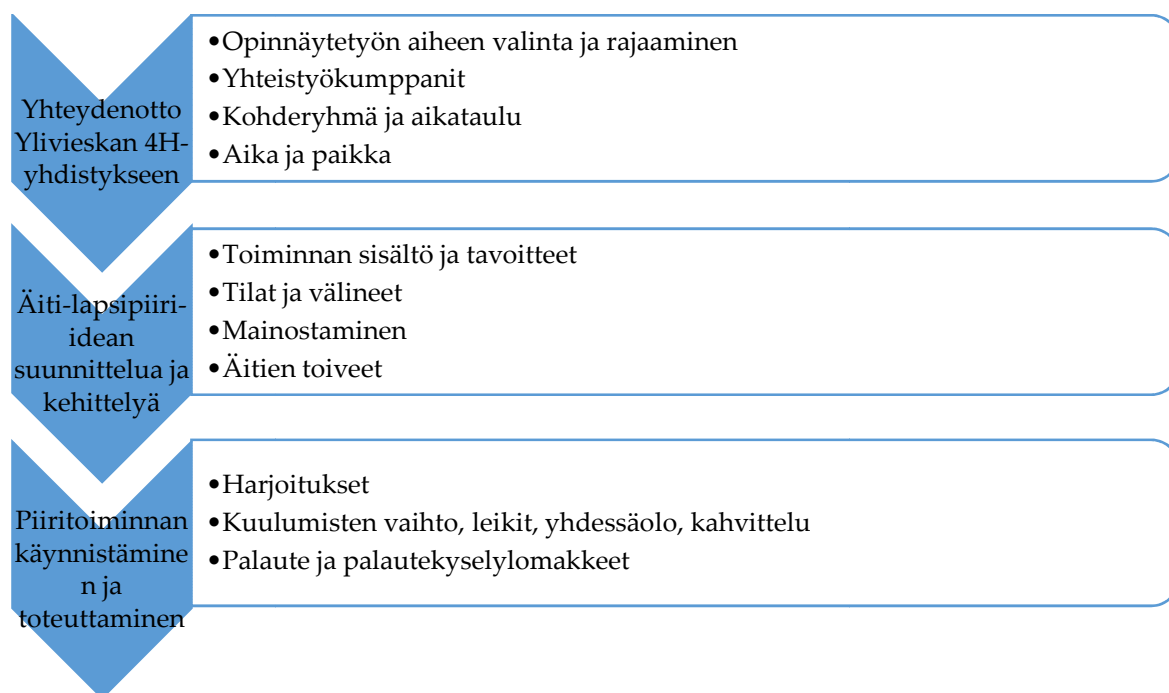 Yhteydenotto
Ylivieskan 4H-
yhdistykseen
•Opinnäytetyön aiheen valinta ja rajaaminen
•Yhteistyökumppanit
•Kohderyhmä ja aikataulu
•Aika ja paikka
Äiti-lapsipiiri-
idean
suunnittelua ja
kehittelyä
•Toiminnan sisältö ja tavoitteet
•Tilat ja välineet
•Mainostaminen
•Äitien toiveet
Piiritoiminnan
käynnistämine
n ja
toteuttaminen
•Harjoitukset
•Kuulumisten vaihto, leikit, yhdessäolo, kahvittelu
•Palaute ja palautekyselylomakkeet